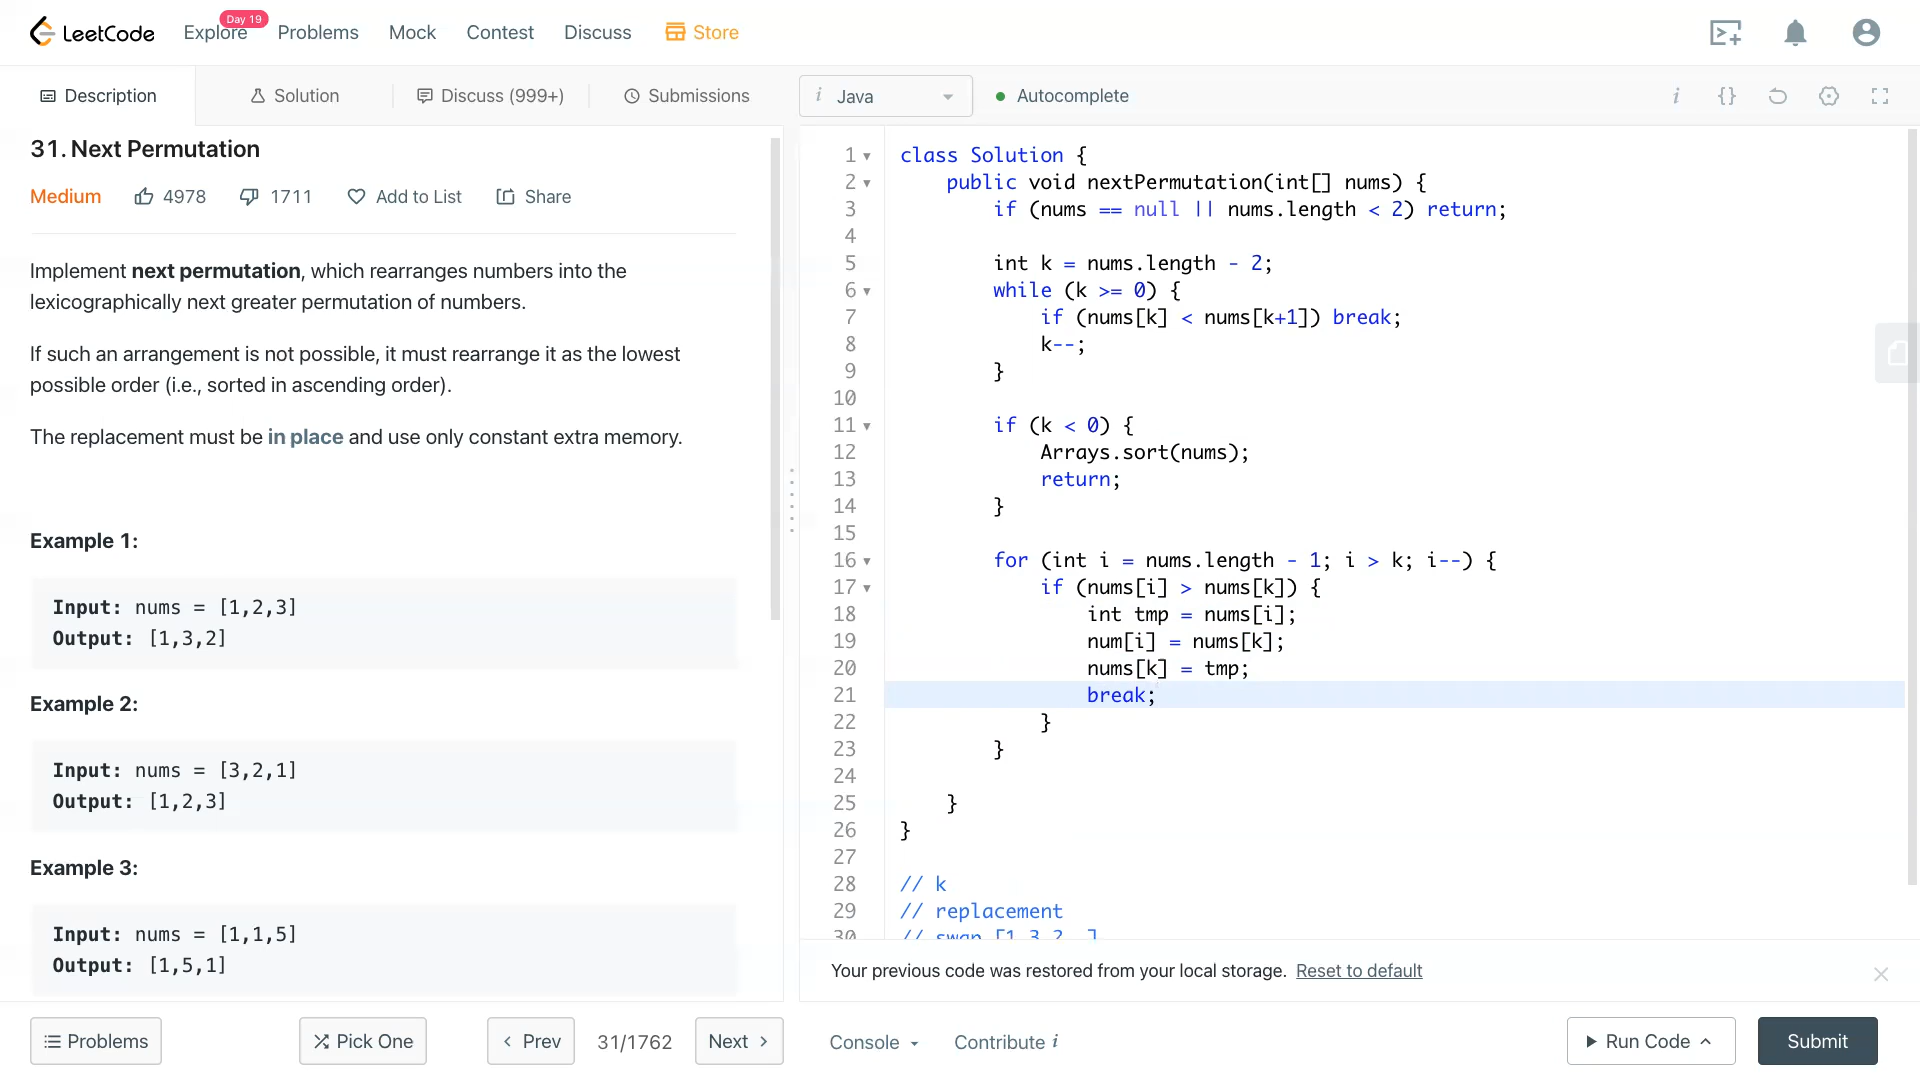 LeetCode
Explore
Day 19
Problems
Mock
Contest
Discuss
Store
Description
Solution
Discuss (999+)
Submissions
i Java
Autocomplete
31. Next Permutation
Medium
4978
1711
Add to List
Share
Implement next permutation, which rearranges numbers into the
lexicographically next greater permutation of numbers.
If such an arrangement is not possible, it must rearrange it as the lowest
possible order (i.e., sorted in ascending order).
The replacement must be in place and use only constant extra memory.
Example 1:
Input: nums = [1,2,3]
Output: [1,3,2]
Example 2:
Input: nums = [3,2,1]
Output: [1,2,3]
Example 3:
Input: nums = [1,1,5]
Output: [1,5,1]
1 class Solution {
2 public void nextPermutation(int[] nums) {
3 if (nums == null || nums.length < 2) return;
4
5 int k = nums.length - 2;
6 while (k >= 0) {
7 if (nums[k] < nums[k+1]) break;
8 k--;
9 }
10
11 if (k < 0) {
12 Arrays.sort(nums);
13 return;
14 }
15
16 for (int i = nums.length - 1; i > k; i--) {
17 if (nums[i] > nums[k]) {
18 int tmp = nums[i];
19 num[i] = nums[k];
20 nums[k] = tmp;
21 break;
22 }
23 }
24
25 }
26 }
27
28 // k
29 // replacement
30 // swap [1,3,2, ]
Your previous code was restored from your local storage. Reset to default
Problems
Pick One
Prev
31/1762
Next
Console
Contribute i
Run Code
Submit